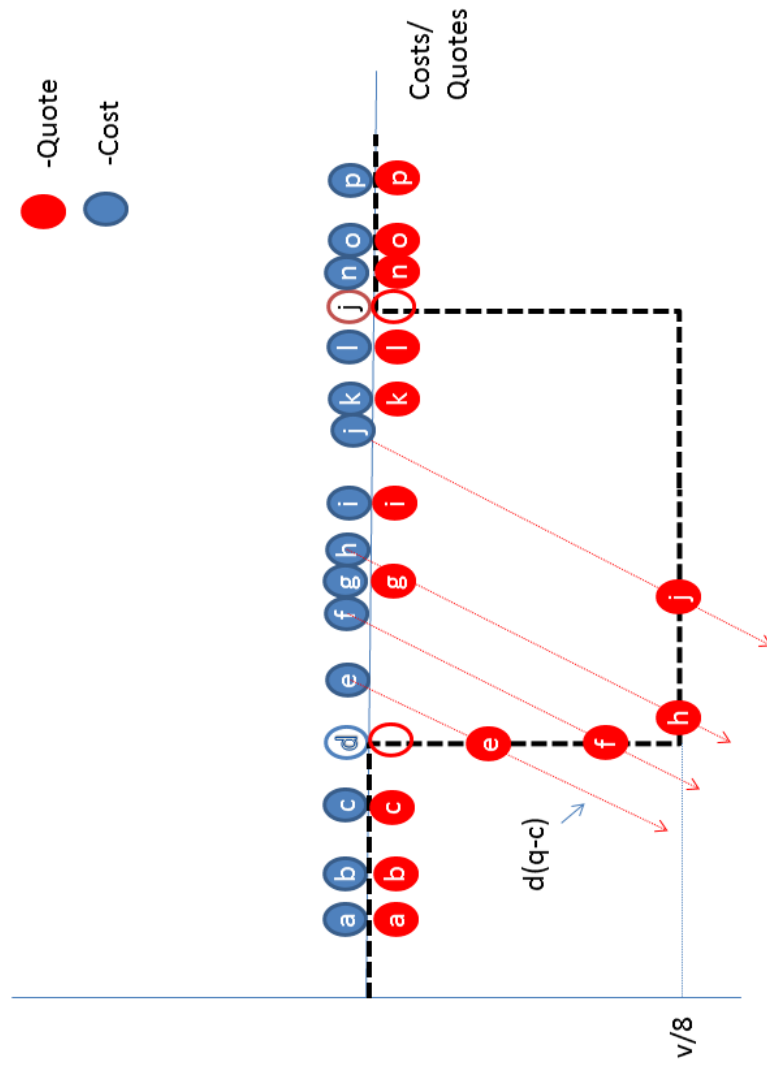 -Quote
-Cost
a b c d e f g h i j k l j n o p
a b c g i k l n o p
Costs/
Quotes
e
d(q-c)
f
v/8 h j